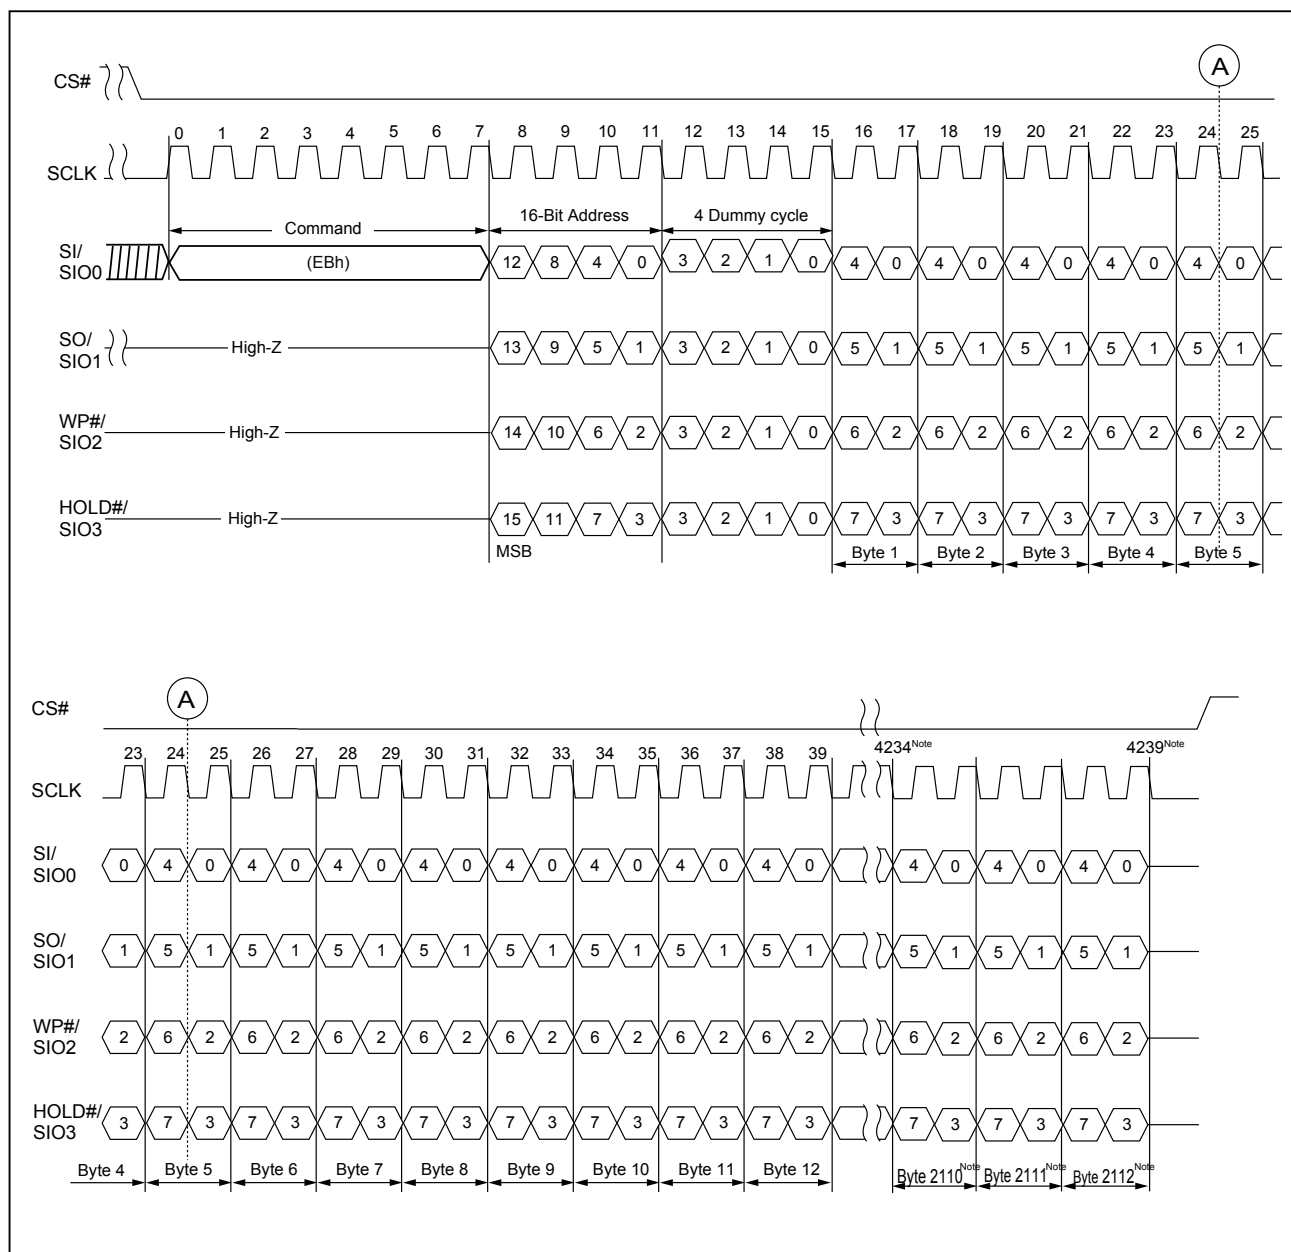 A
CS#
0 1 2 3 4 5 6 7 8 9 10 11 12 13 14 15 16 17 18 19 20 21 22 23 24 25
SCLK
Command 16-Bit Address 4 Dummy cycle
SI/
SIO0
(EBh) 12 8 4 0 3 2 1 0 4 0 4 0 4 0 4 0 4 0
SO/
SIO1
High-Z 13 9 5 1 3 2 1 0 5 1 5 1 5 1 5 1 5 1
WP#/
SIO2
High-Z 14 10 6 2 3 2 1 0 6 2 6 2 6 2 6 2 6 2
HOLD#/
SIO3
High-Z 15 11 7 3 3 2 1 0 7 3 7 3 7 3 7 3 7 3
MSB Byte 1 Byte 2 Byte 3 Byte 4 Byte 5
A
CS#
23 24 25 26 27 28 29 30 31 32 33 34 35 36 37 38 39 4234Note 4239Note
SCLK
SI/
SIO0
0 4 0 4 0 4 0 4 0 4 0 4 0 4 0 4 0 4 0 4 0 4 0
SO/
SIO1
1 5 1 5 1 5 1 5 1 5 1 5 1 5 1 5 1 5 1 5 1 5 1
WP#/
SIO2
2 6 2 6 2 6 2 6 2 6 2 6 2 6 2 6 2 6 2 6 2 6 2
HOLD#/
SIO3
3 7 3 7 3 7 3 7 3 7 3 7 3 7 3 7 3 7 3 7 3 7 3
Byte 4 Byte 5 Byte 6 Byte 7 Byte 8 Byte 9 Byte 10 Byte 11 Byte 12 Byte 2110Note Byte 2111Note Byte 2112Note